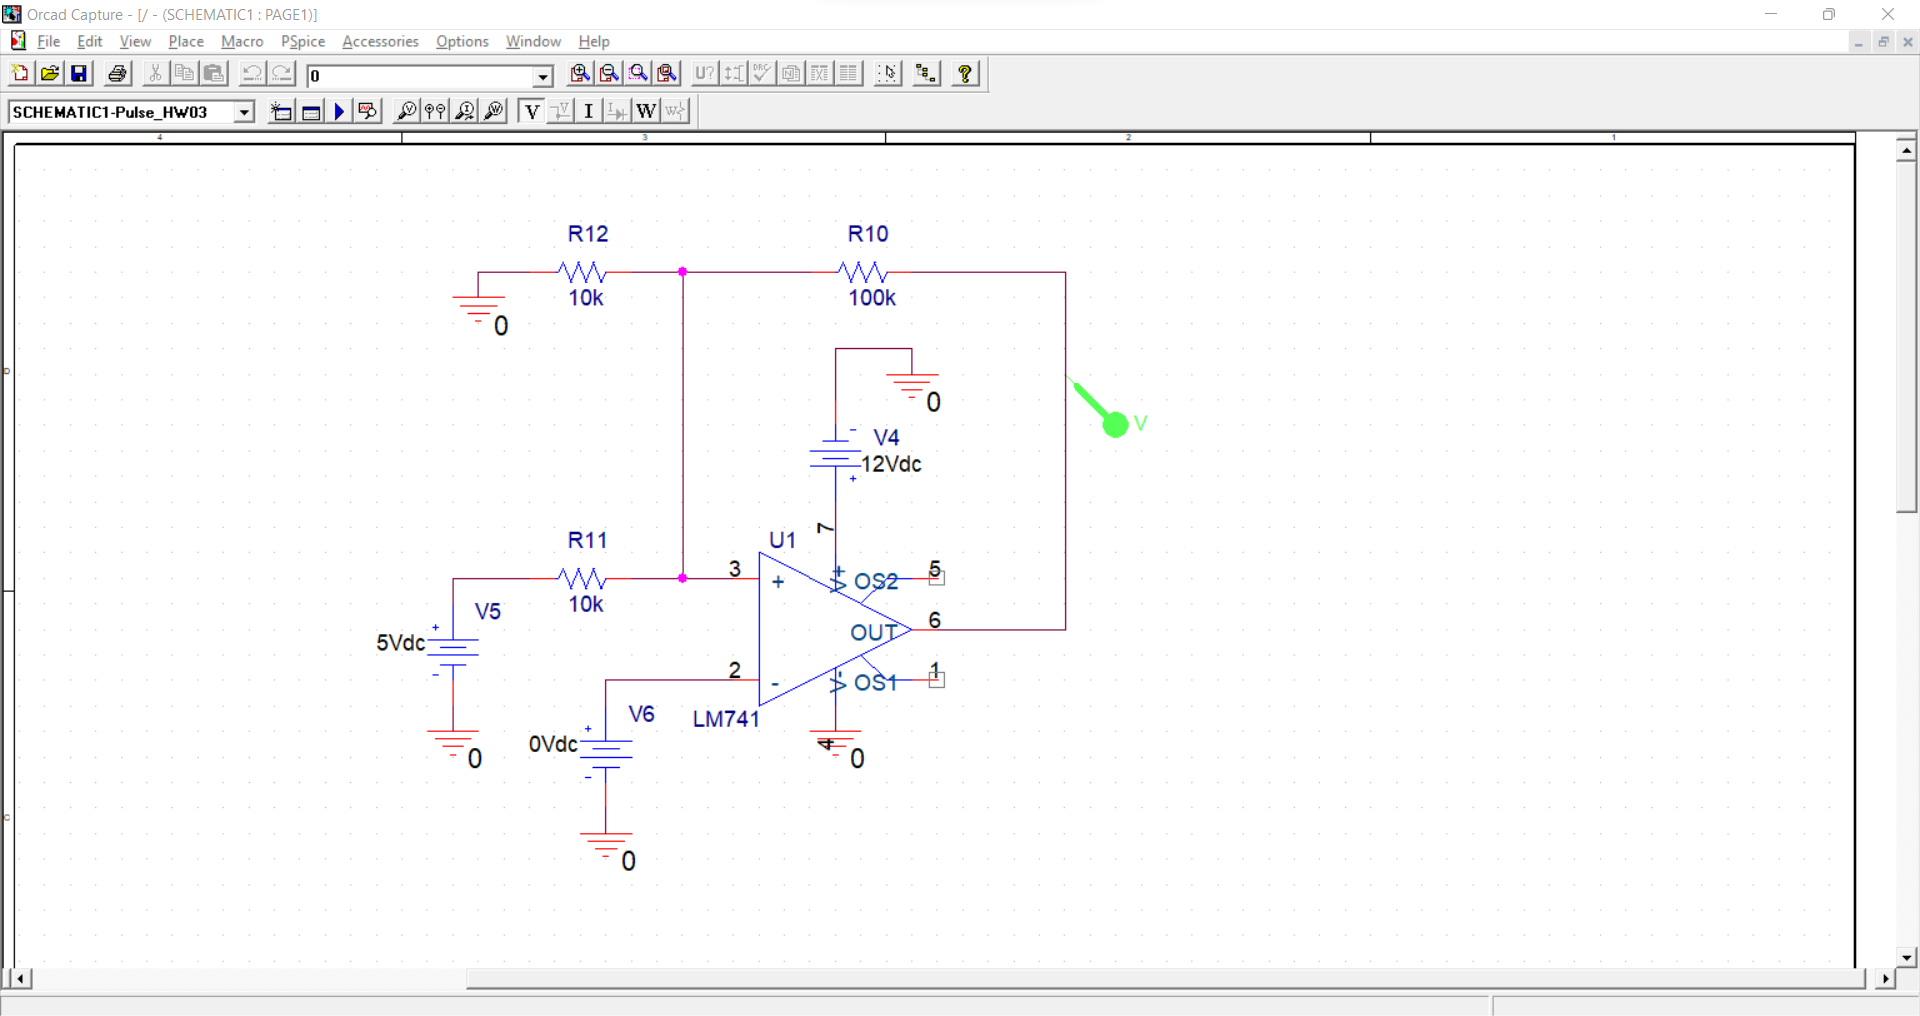 Orcad Capture - [/ - (SCHEMATIC1 : PAGE1)]
File Edit View Place Macro PSpice Accessories Options Window Help
0
U? DRC
SCHEMATIC1-Pulse_HW03
V I W
4 3 2 1
R12 R10
10k 100k
0
0
V
V4
12Vdc
7
R11 U1
3 5
+ V+ OS2
10k
V5
6
5Vdc
OUT
2 1
- V- OS1
V6 LM741
0Vdc
4
0 0
0
D
C